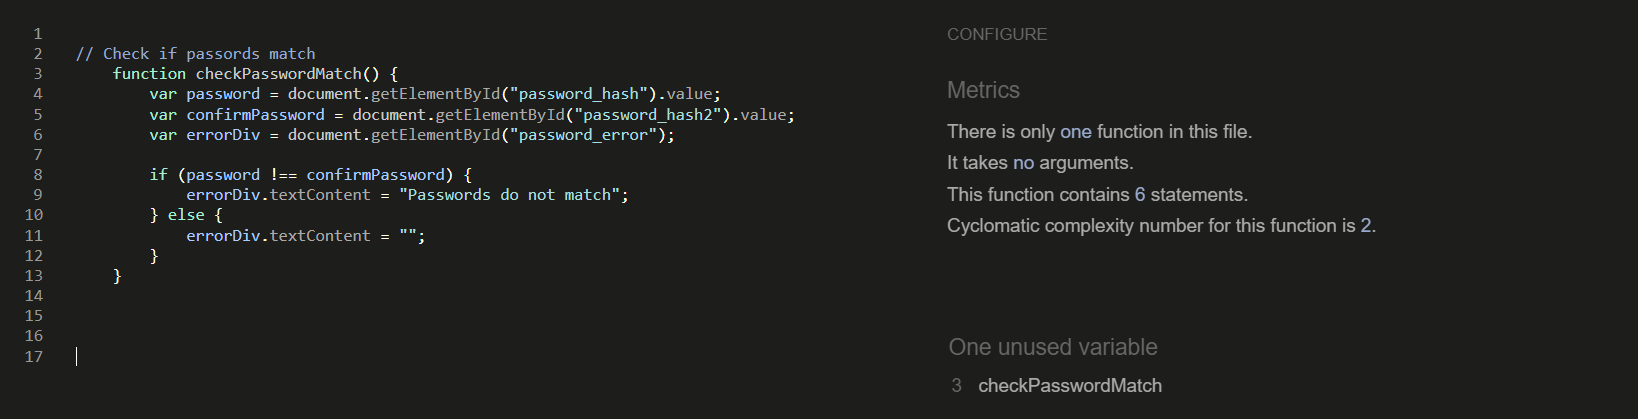 1
2 // Check if passords match
3 function checkPasswordMatch() {
4 var password = document.getElementById("password_hash").value;
5 var confirmPassword = document.getElementById("password_hash2").value;
6 var errorDiv = document.getElementById("password_error");
7
8 if (password !== confirmPassword) {
9 errorDiv.textContent = "Passwords do not match";
10 } else {
11 errorDiv.textContent = "";
12 }
13 }
14
15
16
17
CONFIGURE
Metrics
There is only one function in this file.
It takes no arguments.
This function contains 6 statements.
Cyclomatic complexity number for this function is 2.
One unused variable
3 checkPasswordMatch